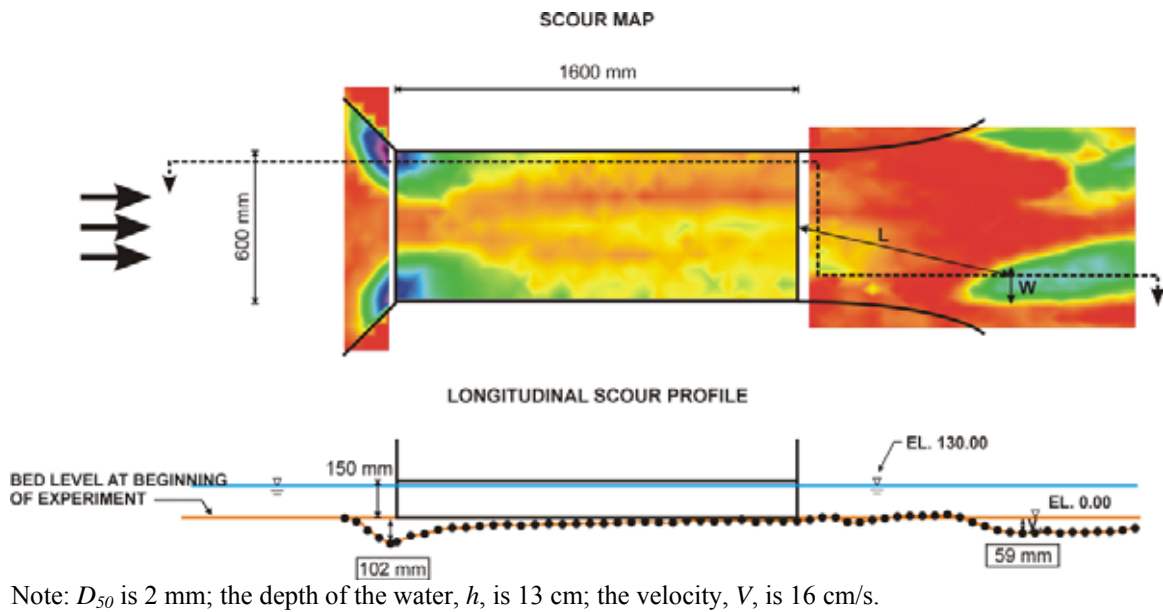 SCOUR MAP
1600 mm
600 mm
L
W
LONGITUDINAL SCOUR PROFILE
EL. 130.00
BED LEVEL AT BEGINNING
OF EXPERIMENT
150 mm
EL. 0.00
102 mm
59 mm
Note: D50 is 2 mm; the depth of the water, h, is 13 cm; the velocity, V, is 16 cm/s.